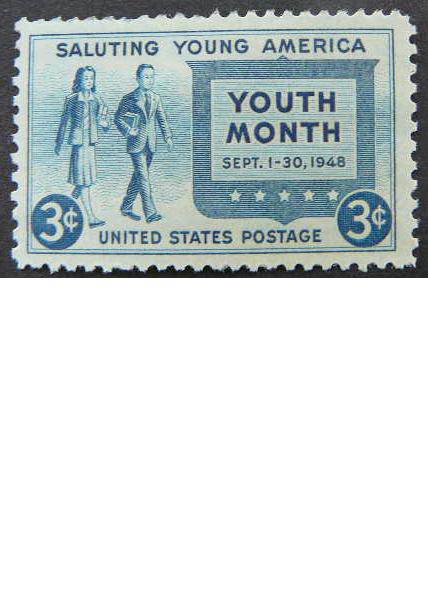 SALUTING YOUNG AMERICA
YOUTH
MONTH
SEPT. 1-30, 1948
3¢
3¢
UNITED STATES POSTAGE